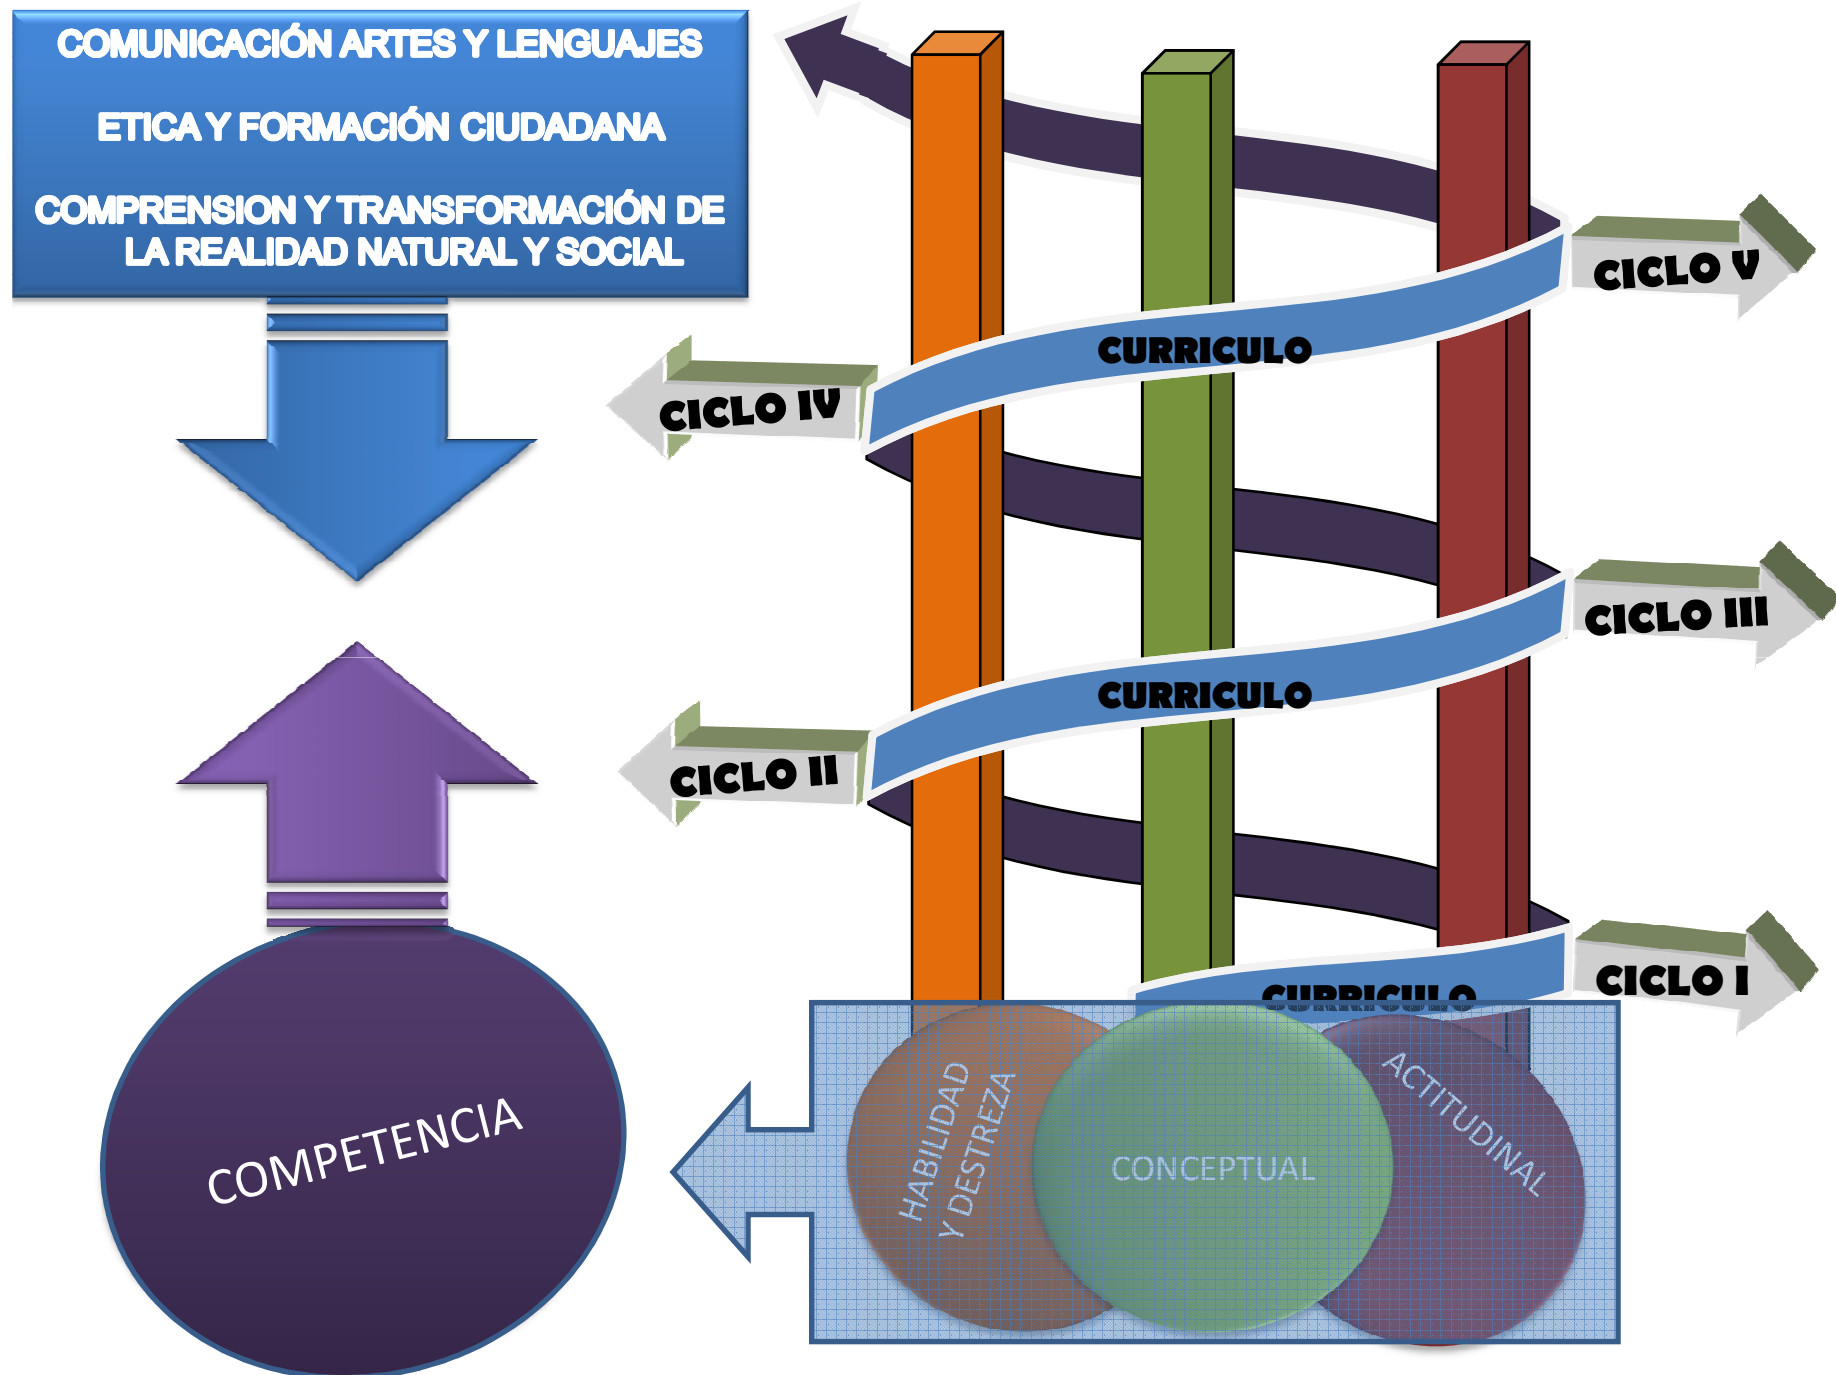 COMUNICACIÓN ARTES Y LENGUAJES
ETICA Y FORMACIÓN CIUDADANA
COMPRENSION Y TRANSFORMACIÓN DE
LA REALIDAD NATURAL Y SOCIAL
CICLO V
CURRICULO
CICLO IV
CICLO III
CURRICULO
CICLO II
CICLO I
CURRICULO
HABILIDAD
Y DESTREZA
CONCEPTUAL
ACTITUDINAL
COMPETENCIA